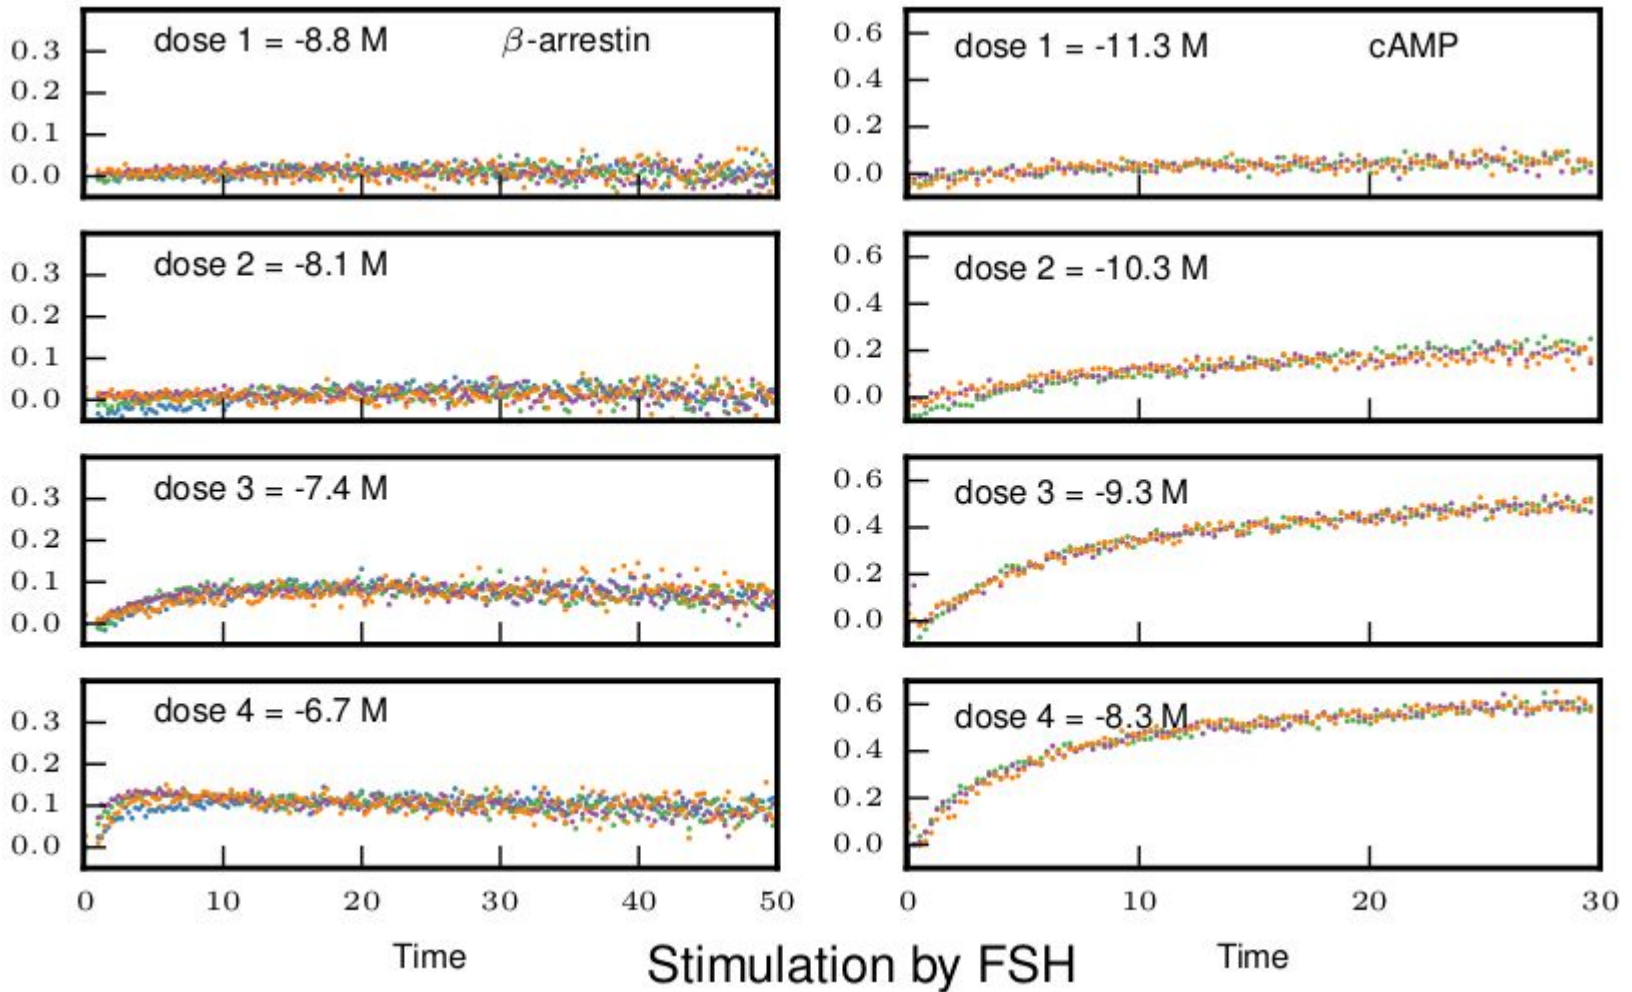 dose 1 = -8.8 M
β-arrestin
0.3
0.2
0.1
0.0
dose 1 = -11.3 M
cAMP
0.6
0.4
0.2
0.0
dose 2 = -8.1 M
0.3
0.2
0.1
0.0
dose 2 = -10.3 M
0.6
0.4
0.2
0.0
dose 3 = -7.4 M
0.3
0.2
0.1
0.0
dose 3 = -9.3 M
0.6
0.4
0.2
0.0
dose 4 = -6.7 M
0.3
0.2
0.1
0.0
0 10 20 30 40 50
Time
dose 4 = -8.3 M
0.6
0.4
0.2
0.0
0 10 20 30
Time
Stimulation by FSH